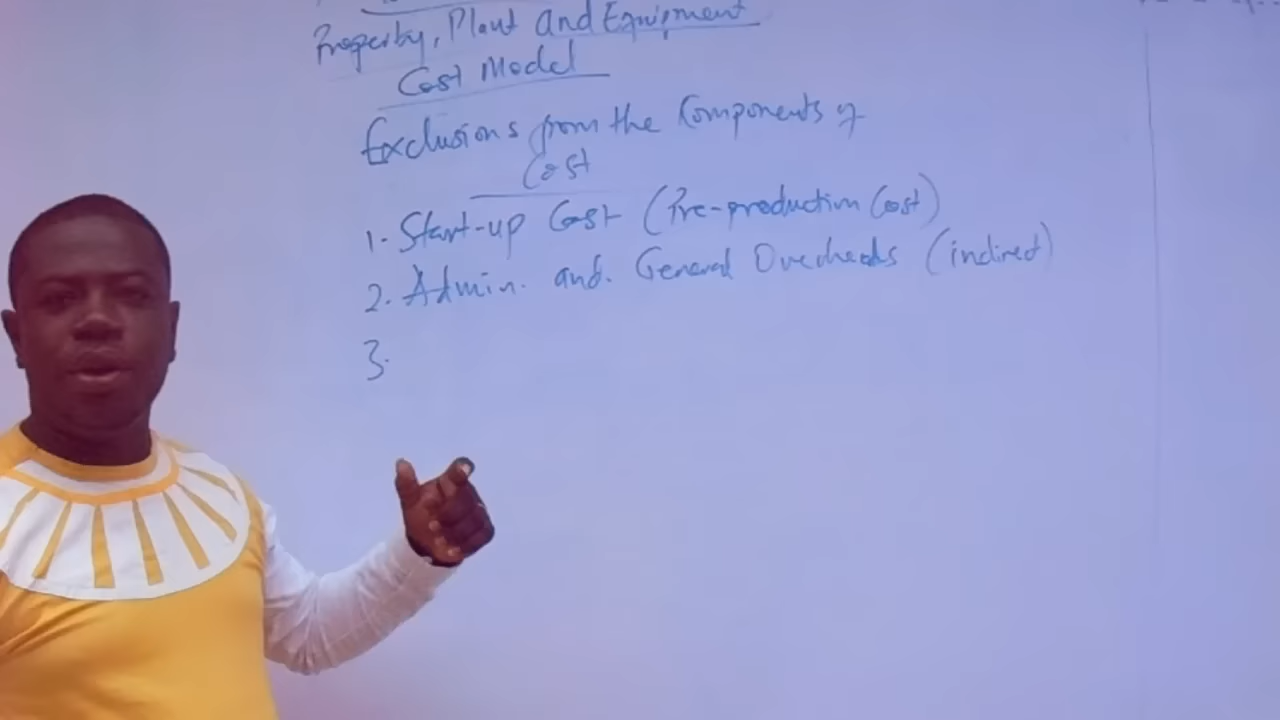 Property, Plant and Equipment
Cost Model
Exclusions from the Components of
Cost
1. Start-up Cost (Pre-production Cost)
2. Admin. and. General Overheads (indirect)
3.